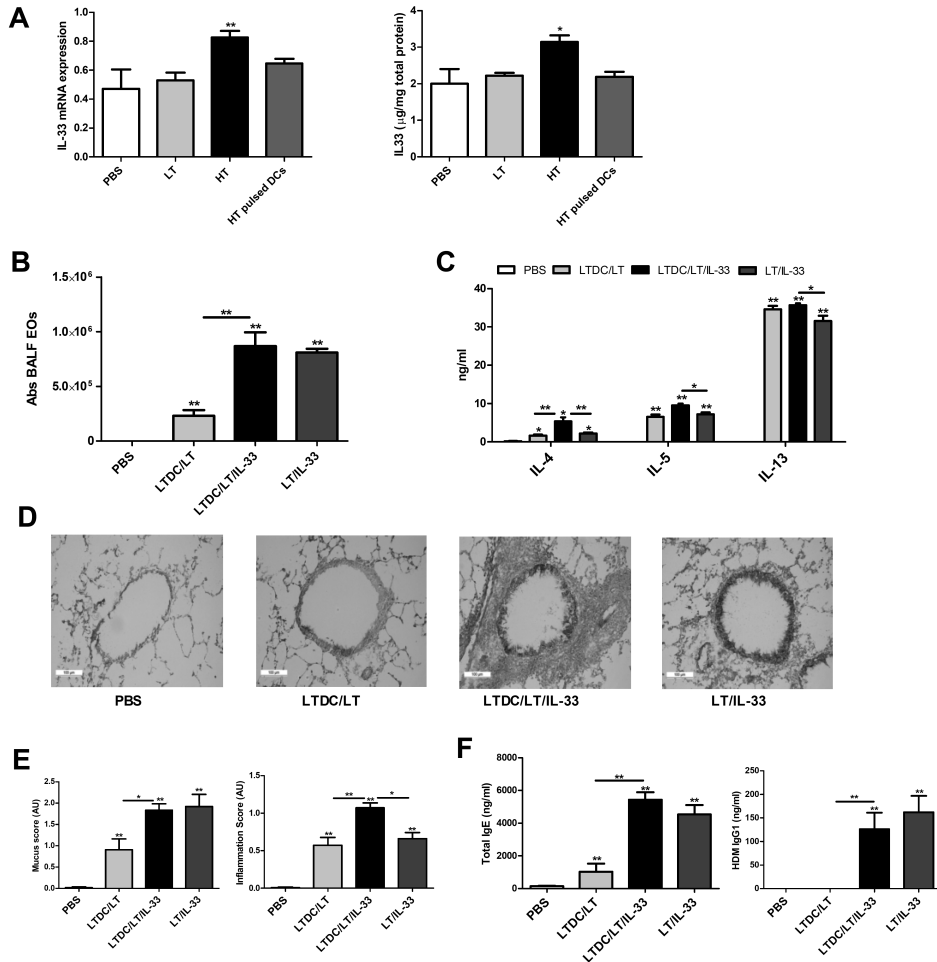 A
IL-33 mRNA expression
1.0
0.8
0.6
0.4
0.2
0.0
**
PBS
LT
HT
HT pulsed DCs
IL33 (µg/mg total protein)
4
3
2
1
0
*
PBS
LT
HT
HT pulsed DCs
B
Abs BALF EOs
1.5×10⁶
1.0×10⁶
5.0×10⁵
0
**
**
**
**
PBS
LTDC/LT
LTDC/LT/IL-33
LT/IL-33
C
PBS LTDC/LT LTDC/LT/IL-33 LT/IL-33
ng/ml
40
30
20
10
0
** **
* * *
*
** ** **
*
** ** **
IL-4
IL-5
IL-13
D
100 µm
100 µm
100 µm
100 µm
PBS
LTDC/LT
LTDC/LT/IL-33
LT/IL-33
E
Mucus score (AU)
2.5
2.0
1.5
1.0
0.5
0.0
*
** ** **
PBS
LTDC/LT
LTDC/LT/IL-33
LT/IL-33
Inflammation Score (AU)
1.5
1.0
0.5
0.0
** *
** ** **
PBS
LTDC/LT
LTDC/LT/IL-33
LT/IL-33
F
Total IgE (ng/ml)
8000
6000
4000
2000
0
**
** ** **
PBS
LTDC/LT
LTDC/LT/IL-33
LT/IL-33
HDM IgG1 (ng/ml)
250
200
150
100
50
0
**
** **
PBS
LTDC/LT
LTDC/LT/IL-33
LT/IL-33